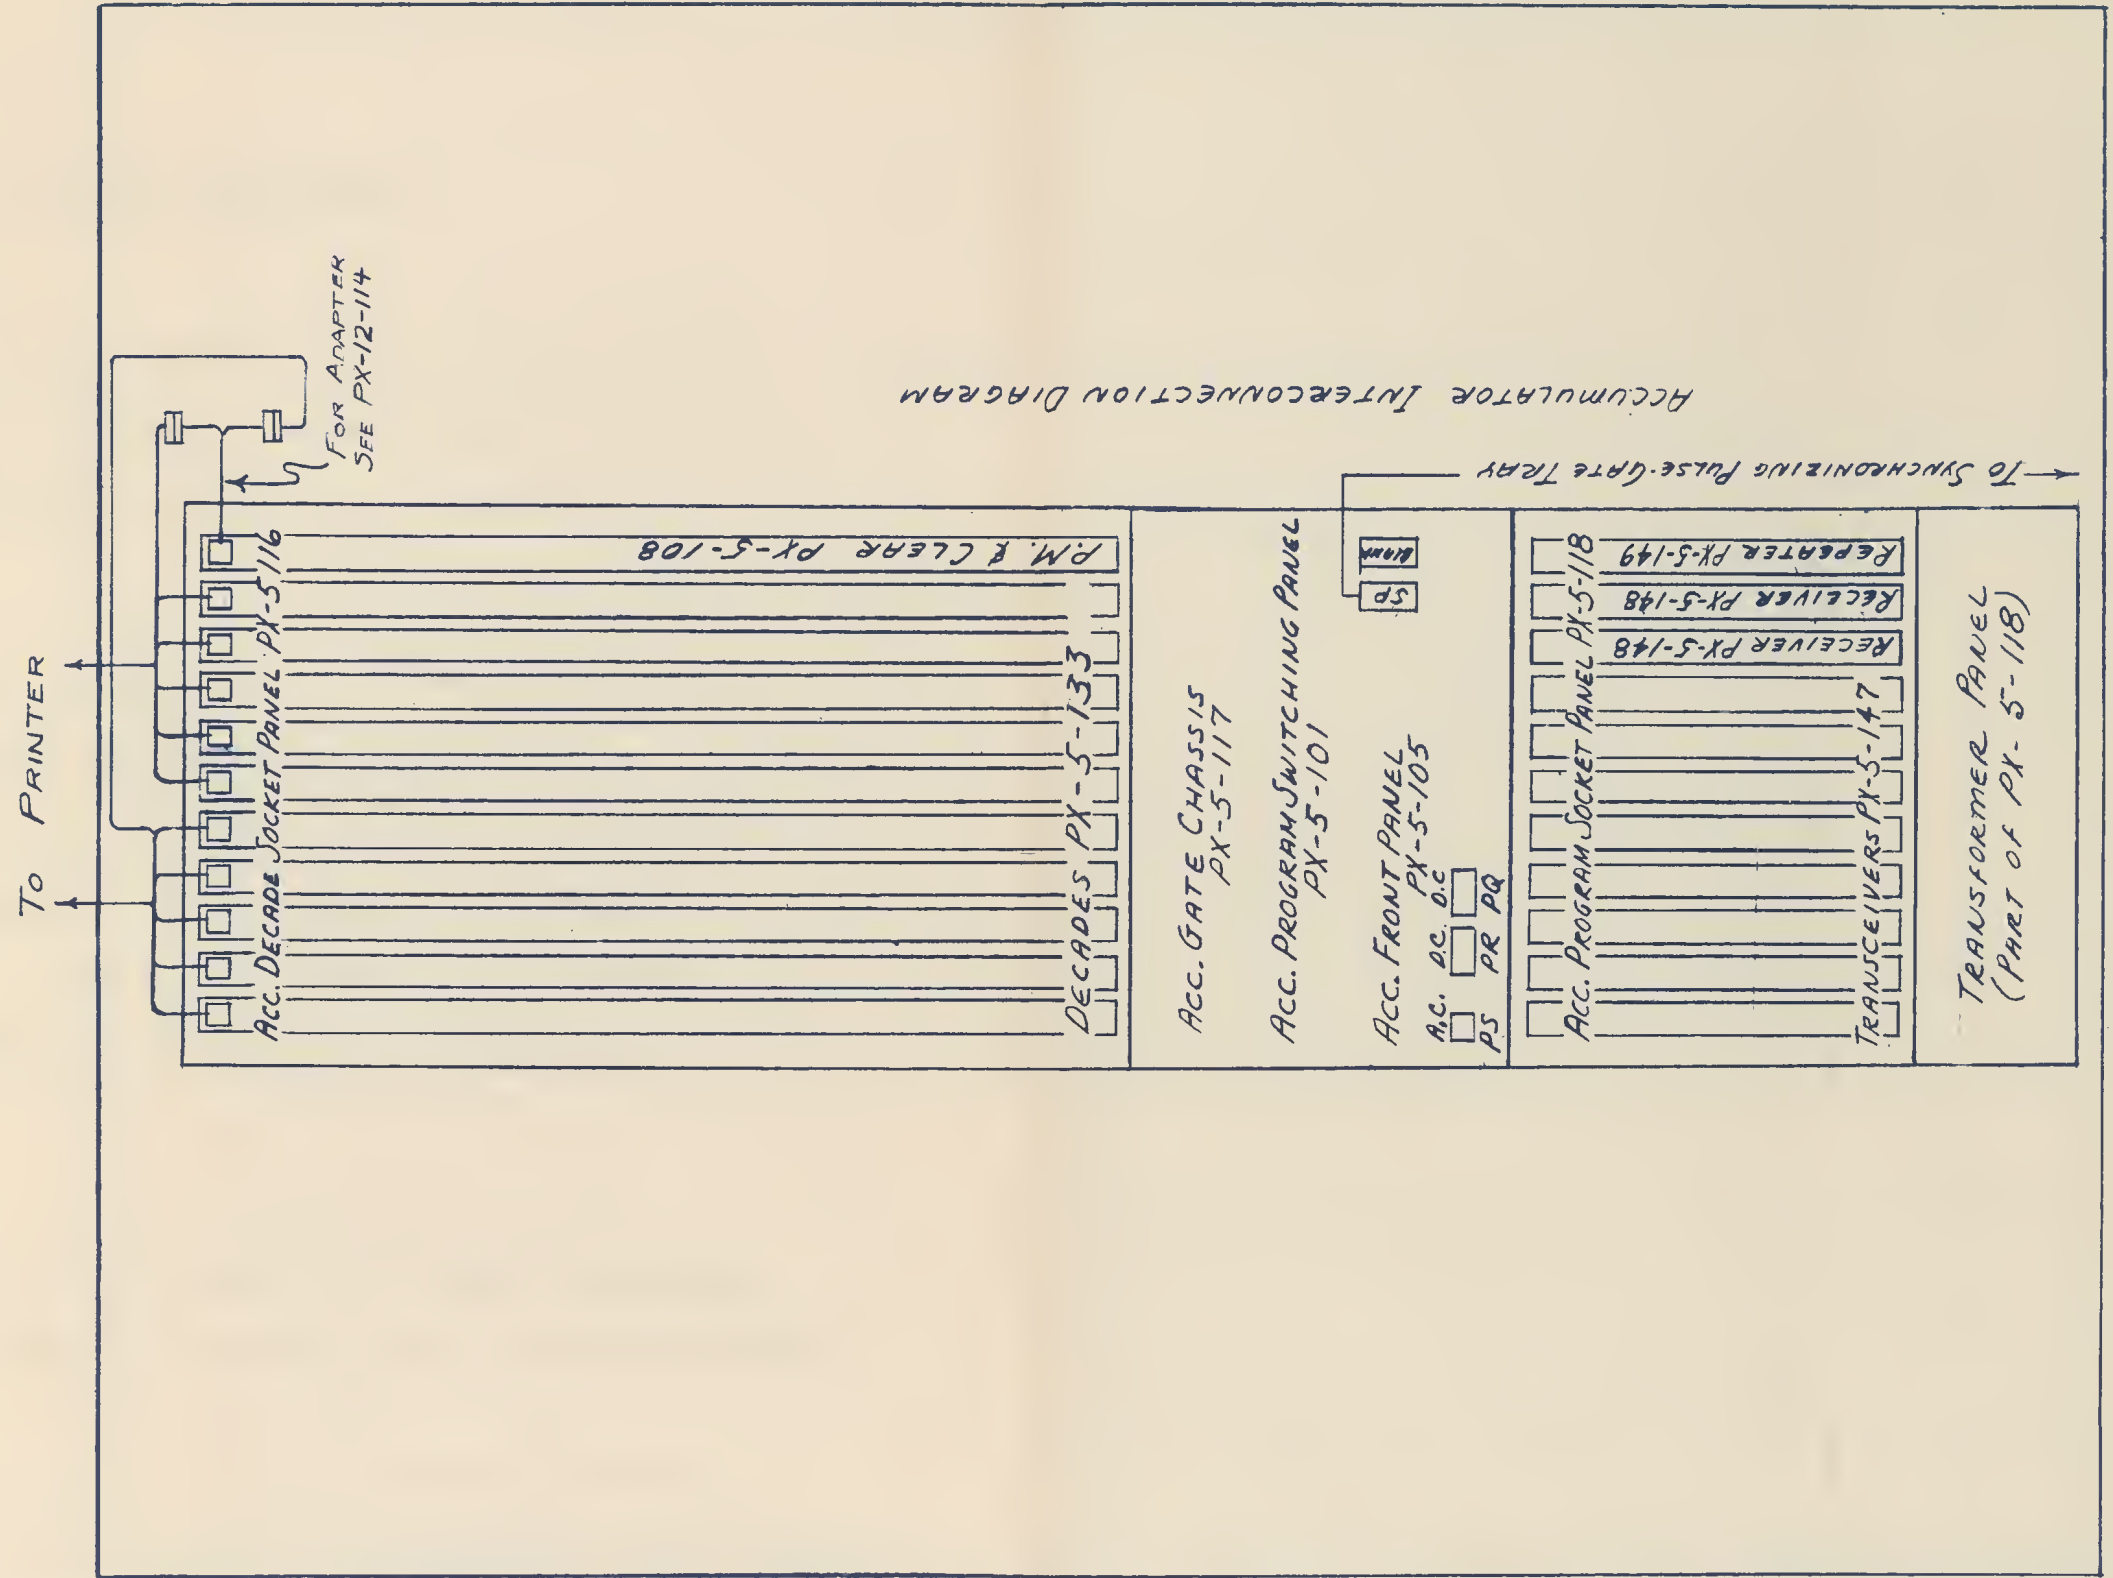 TO PRINTER
FOR ADAPTER
SEE PX-12-114
ACCUMULATOR INTERCONNECTION DIAGRAM
TO SYNCHRONIZING PULSE-GATE TRAY
P.M. & CLEAR PX-5-108
ACC. DECADE SOCKET PANEL PX-5 116
DECADES PX-5-133
ACC. GATE CHASSIS
PX-5-117
ACC. PROGRAM SWITCHING PANEL
PX-5-101
SP
ACC. FRONT PANEL
PX-5-105
A.C. D.C. D.C
PS PR PQ
ACC. PROGRAM SOCKET PANEL PX-5-118
REPEATER PX-5-149
RECEIVER PX-5-148
RECEIVER PX-5-148
TRANSCEIVERS PX-5-147
TRANSFORMER PANEL
(PART OF PX-5-118)